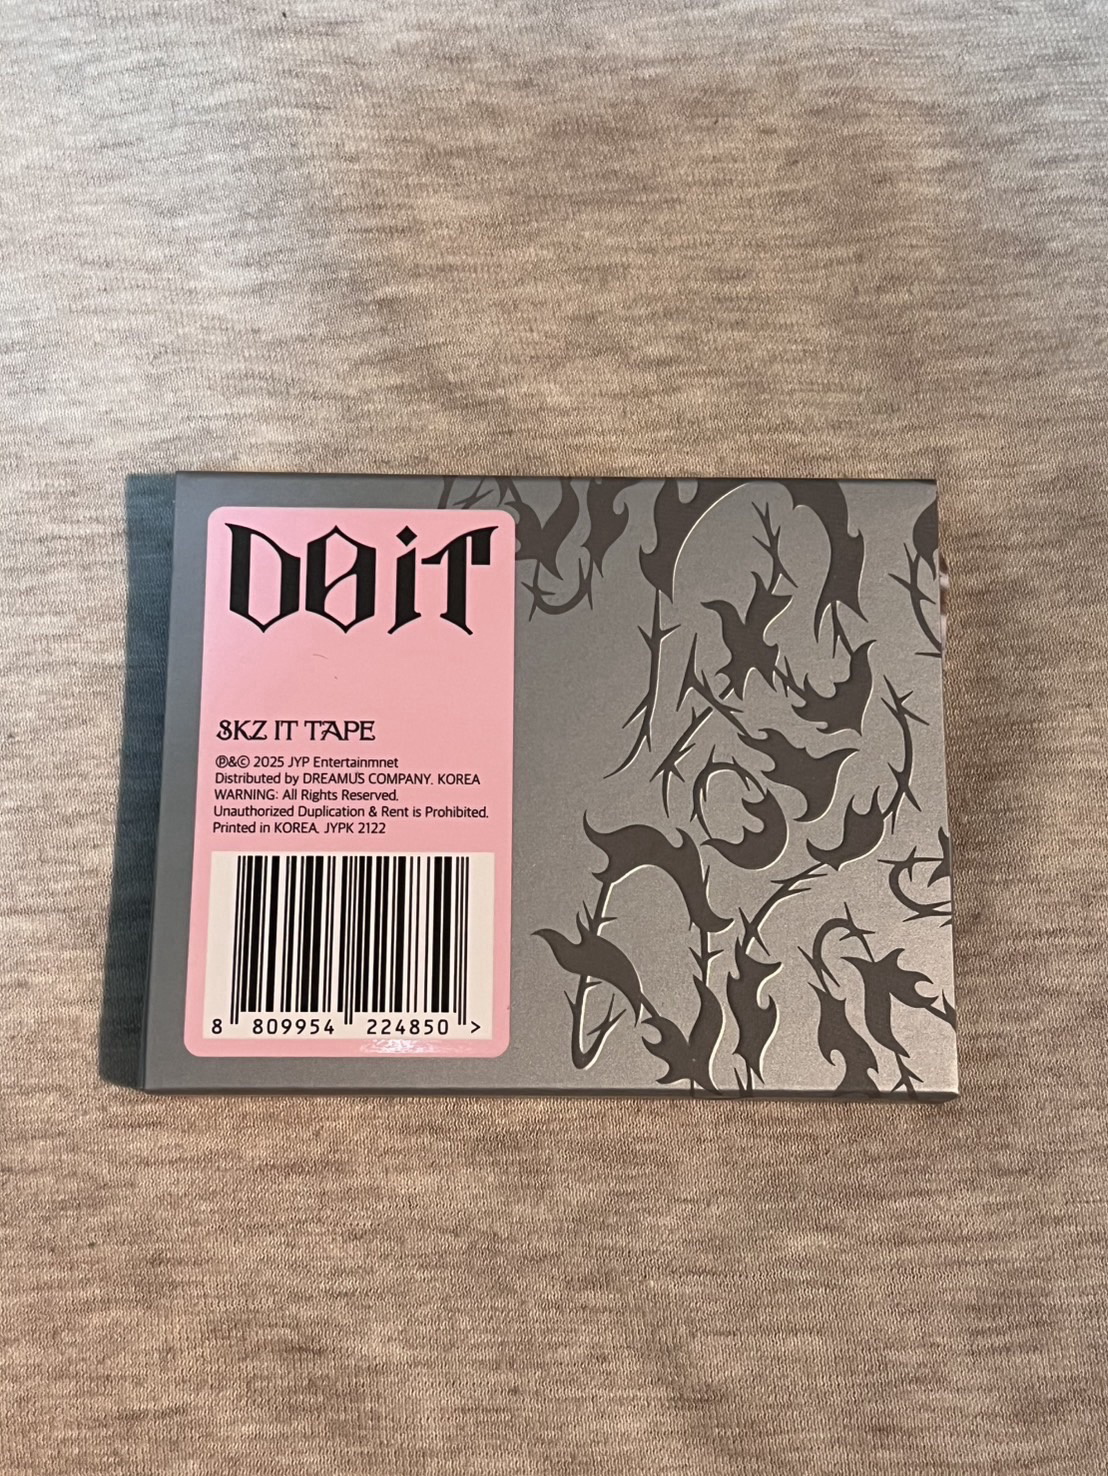 DO iT
SKZ IT TAPE
℗&© 2025 JYP Entertainmnet
Distributed by DREAMUS COMPANY. KOREA
WARNING: All Rights Reserved.
Unauthorized Duplication & Rent is Prohibited.
Printed in KOREA. JYPK 2122
8 809954 224850 >